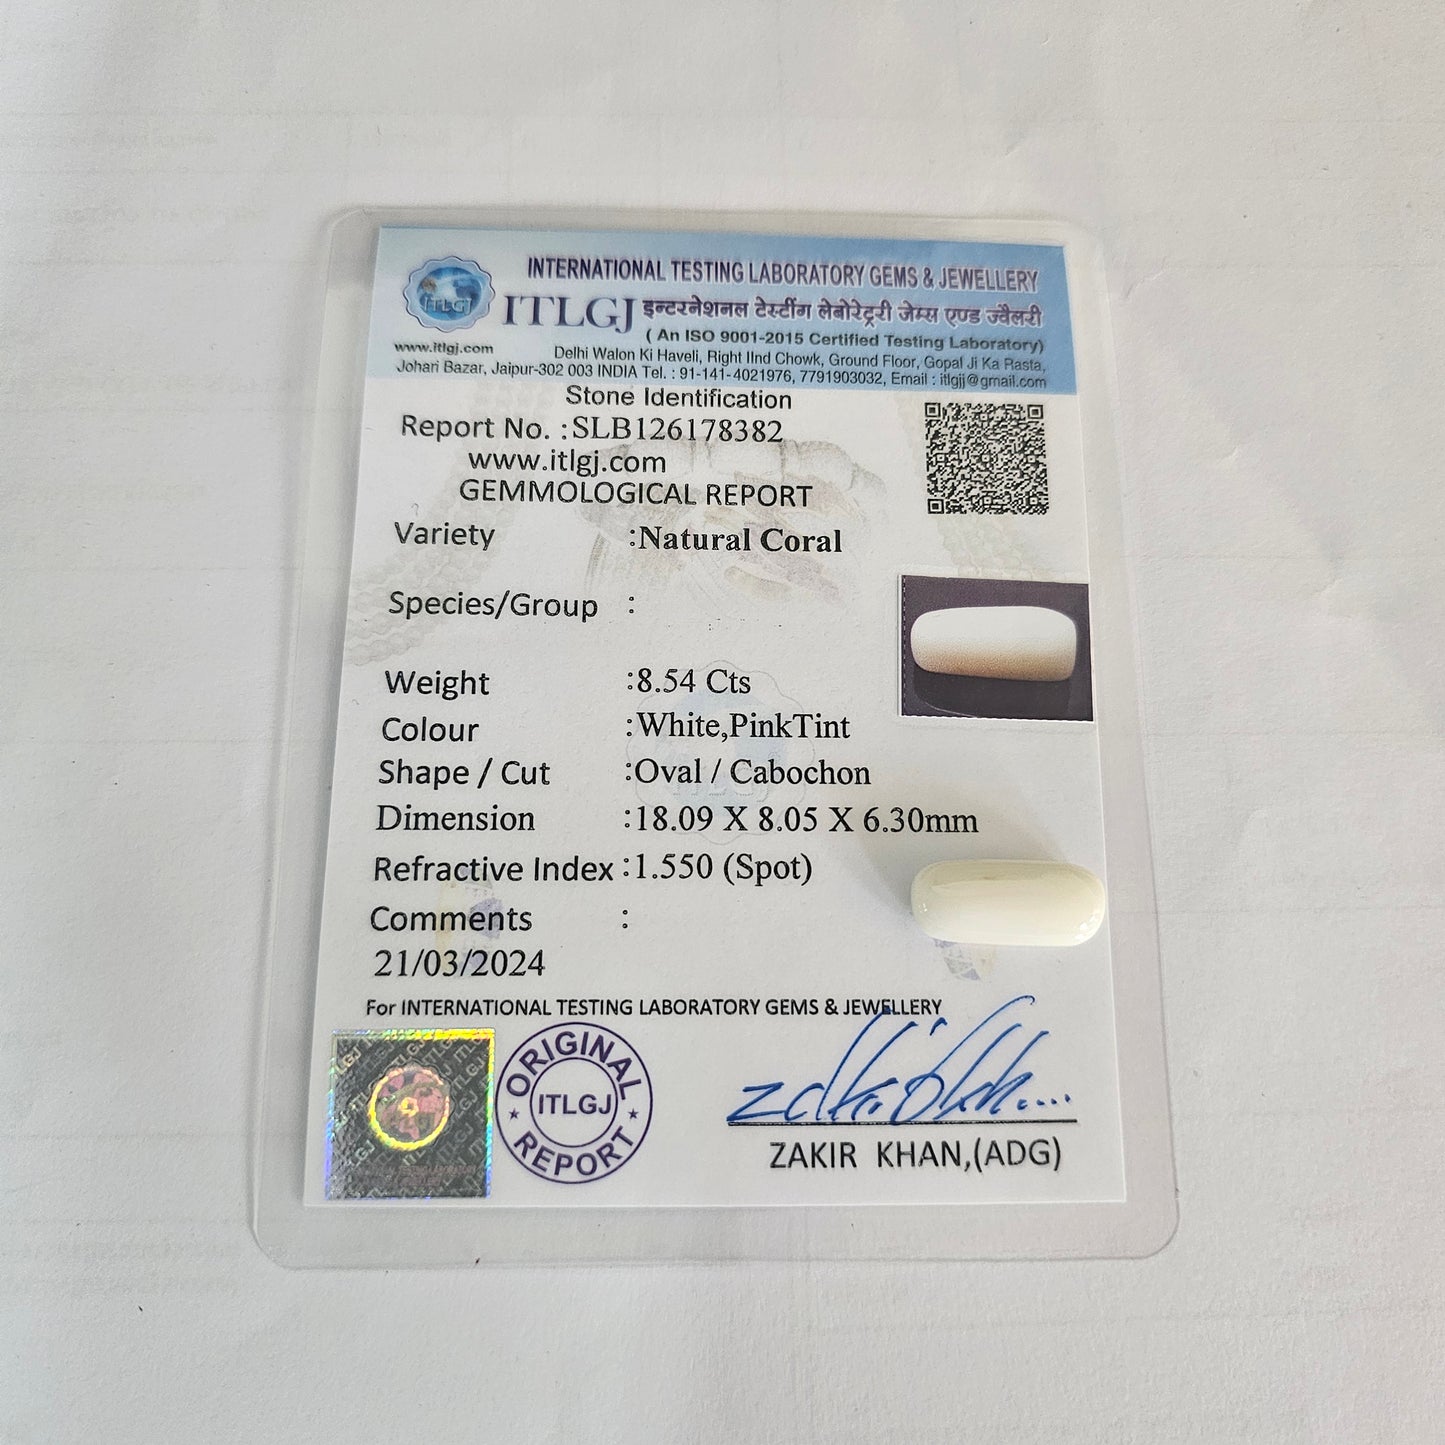 INTERNATIONAL TESTING LABORATORY GEMS & JEWELLERY
ITLGJ
ITLGJ इन्टरनेशनल टेस्टींग लेबोरेट्री जेम्स एण्ड ज्वैलरी
( An ISO 9001-2015 Certified Testing Laboratory)
www.itlgj.com
Delhi Walon Ki Haveli, Right IInd Chowk, Ground Floor, Gopal Ji Ka Rasta,
Johari Bazar, Jaipur-302 003 INDIA Tel. : 91-141-4021976, 7791903032, Email : itlgjj@gmail.com
Stone Identification
Report No. :SLB126178382
www.itlgj.com
GEMMOLOGICAL REPORT
Variety :Natural Coral
Species/Group :
Weight :8.54 Cts
Colour :White,PinkTint
Shape / Cut :Oval / Cabochon
Dimension :18.09 X 8.05 X 6.30mm
Refractive Index :1.550 (Spot)
Comments :
21/03/2024
For INTERNATIONAL TESTING LABORATORY GEMS & JEWELLERY
ITLGJ
ORIGINAL
ITLGJ
REPORT
ZAKIR KHAN,(ADG)